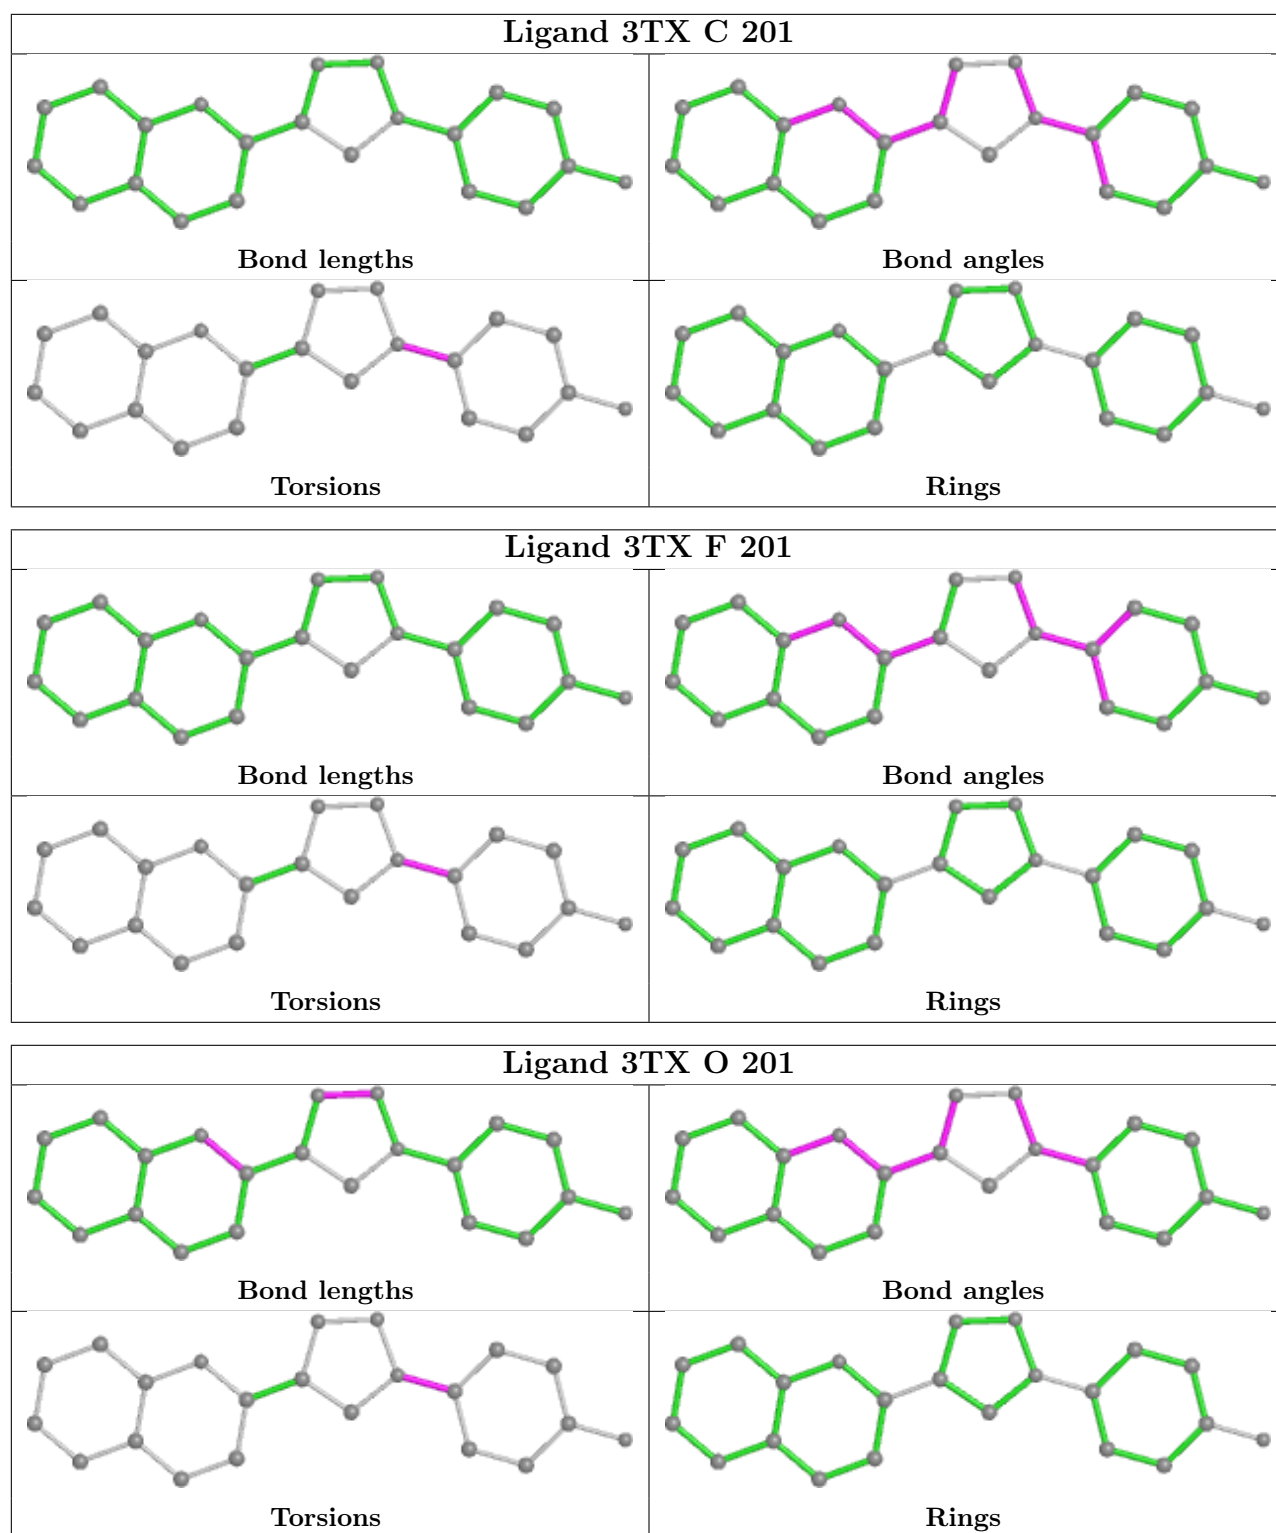 Ligand 3TX C 201
Bond lengths
Bond angles
Torsions
Rings
Ligand 3TX F 201
Bond lengths
Bond angles
Torsions
Rings
Ligand 3TX O 201
Bond lengths
Bond angles
Torsions
Rings